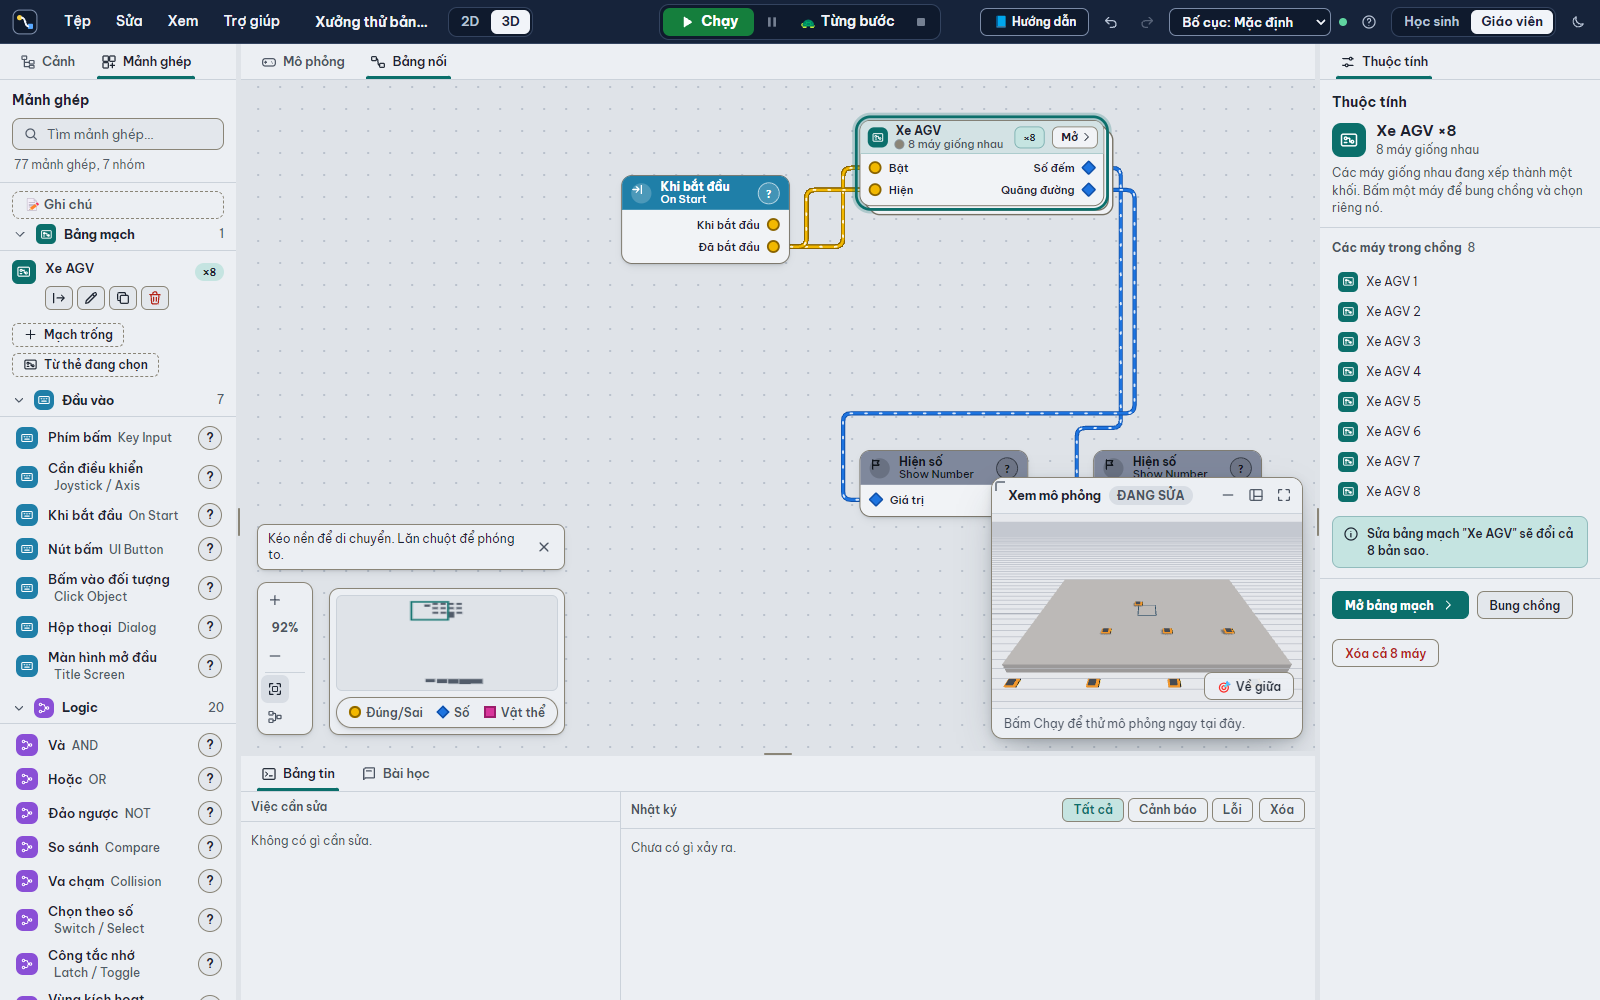 Tệp Sửa Xem Trợ giúp Xưởng thử bản... 2D 3D Chạy Từng bước Hướng dẫn Bố cục: Mặc định Học sinh Giáo viên
Cảnh Mảnh ghép
Mảnh ghép
Tìm mảnh ghép...
77 mảnh ghép, 7 nhóm
Ghi chú
Bảng mạch 1
Xe AGV ×8
Mạch trống
Từ thẻ đang chọn
Đầu vào 7
Phím bấm Key Input ?
Cần điều khiển
Joystick / Axis ?
Khi bắt đầu On Start ?
Nút bấm UI Button ?
Bấm vào đối tượng
Click Object ?
Hộp thoại Dialog ?
Màn hình mở đầu
Title Screen ?
Logic 20
Và AND ?
Hoặc OR ?
Đảo ngược NOT ?
So sánh Compare ?
Va chạm Collision ?
Chọn theo số
Switch / Select ?
Công tắc nhớ
Latch / Toggle ?
Vùng kích hoạt
Mô phỏng Bảng nối
Khi bắt đầu
On Start ?
Khi bắt đầu
Đã bắt đầu
Xe AGV
8 máy giống nhau ×8 Mở
Bật Số đếm
Hiện Quãng đường
Hiện số
Show Number ?
Giá trị
Hiện số
Show Number ?
Kéo nền để di chuyển. Lăn chuột để phóng
to.
92%
Đúng/Sai Số Vật thể
Xem mô phỏng ĐANG SỬA
Về giữa
Bấm Chạy để thử mô phỏng ngay tại đây.
Bảng tin Bài học
Việc cần sửa
Không có gì cần sửa.
Nhật ký Tất cả Cảnh báo Lỗi Xóa
Chưa có gì xảy ra.
Thuộc tính
Thuộc tính
Xe AGV ×8
8 máy giống nhau
Các máy giống nhau đang xếp thành một
khối. Bấm một máy để bung chồng và chọn
riêng nó.
Các máy trong chồng 8
Xe AGV 1
Xe AGV 2
Xe AGV 3
Xe AGV 4
Xe AGV 5
Xe AGV 6
Xe AGV 7
Xe AGV 8
Sửa bảng mạch "Xe AGV" sẽ đổi cả
8 bản sao.
Mở bảng mạch Bung chồng
Xóa cả 8 máy